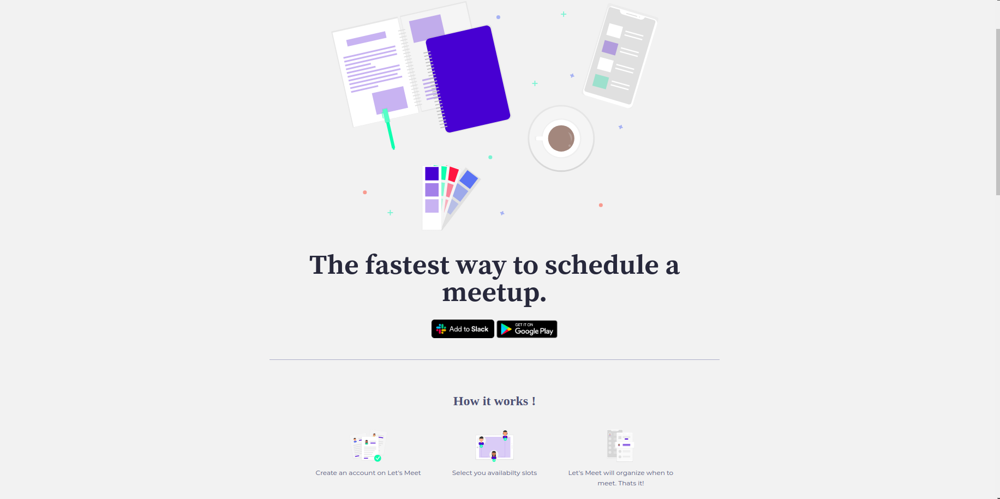 The fastest way to schedule a
meetup.
Add to Slack
GET IT ON
Google Play
How it works !
Create an account on Let's Meet
Select you availabilty slots
Let's Meet will organize when to
meet. Thats it!